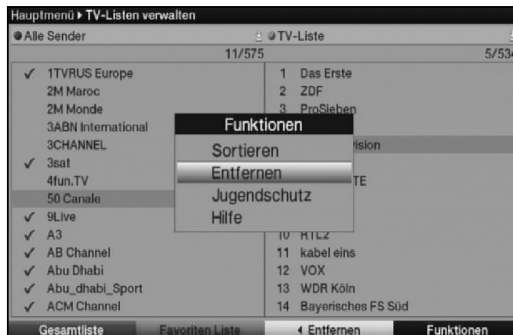 Hauptmenü ▸ TV-Listen verwalten
Alle Sender
TV-Liste
11/575
5/534
✓ 1TVRUS Europe
2M Maroc
2M Monde
3ABN International
3CHANNEL
✓ 3sat
4fun.TV
50 Canale
✓ 9Live
✓ A3
✓ AB Channel
✓ Abu Dhabi
✓ Abu_dhabi_Sport
✓ ACM Channel
1 Das Erste
2 ZDF
3 ProSieben
10 RTL2
11 kabel eins
12 VOX
13 WDR Köln
14 Bayerisches FS Süd
Funktionen
Sortieren
Entfernen
Jugendschutz
Hilfe
Gesamtliste
Favoriten Liste
Entfernen
Funktionen